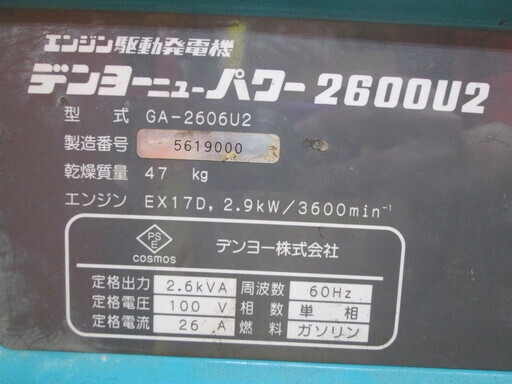 エンジン駆動発電機
デンヨーニューパワー2600U2
型式 GA-2606U2
製造番号 5619000
乾燥質量 47 kg
エンジン EX17D, 2.9kW/3600min⁻¹
PSE
COSMOS
デンヨー株式会社
定格出力 2.6kVA 周波数 60Hz
定格電圧 100 V 相数 単相
定格電流 26 A 燃料 ガソリン